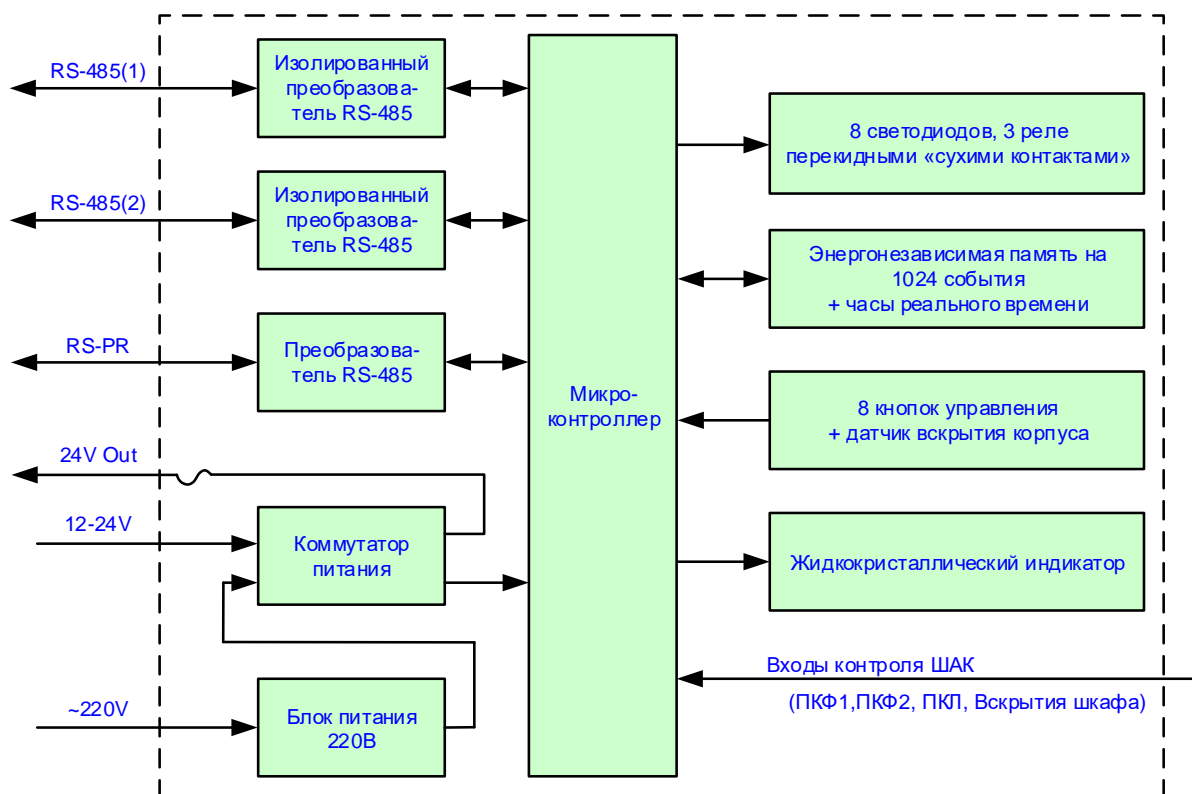 RS-485(1)
Изолированный
преобразова-
тель RS-485
RS-485(2)
Изолированный
преобразова-
тель RS-485
RS-PR
Преобразова-
тель RS-485
24V Out
12-24V
Коммутатор
питания
~220V
Блок питания
220В
Микро-
контроллер
8 светодиодов, 3 реле
перекидными «сухими контактами»
Энергонезависимая память на
1024 события
+ часы реального времени
8 кнопок управления
+ датчик вскрытия корпуса
Жидкокристаллический индикатор
Входы контроля ШАК
(ПКФ1,ПКФ2, ПКЛ, Вскрытия шкафа)